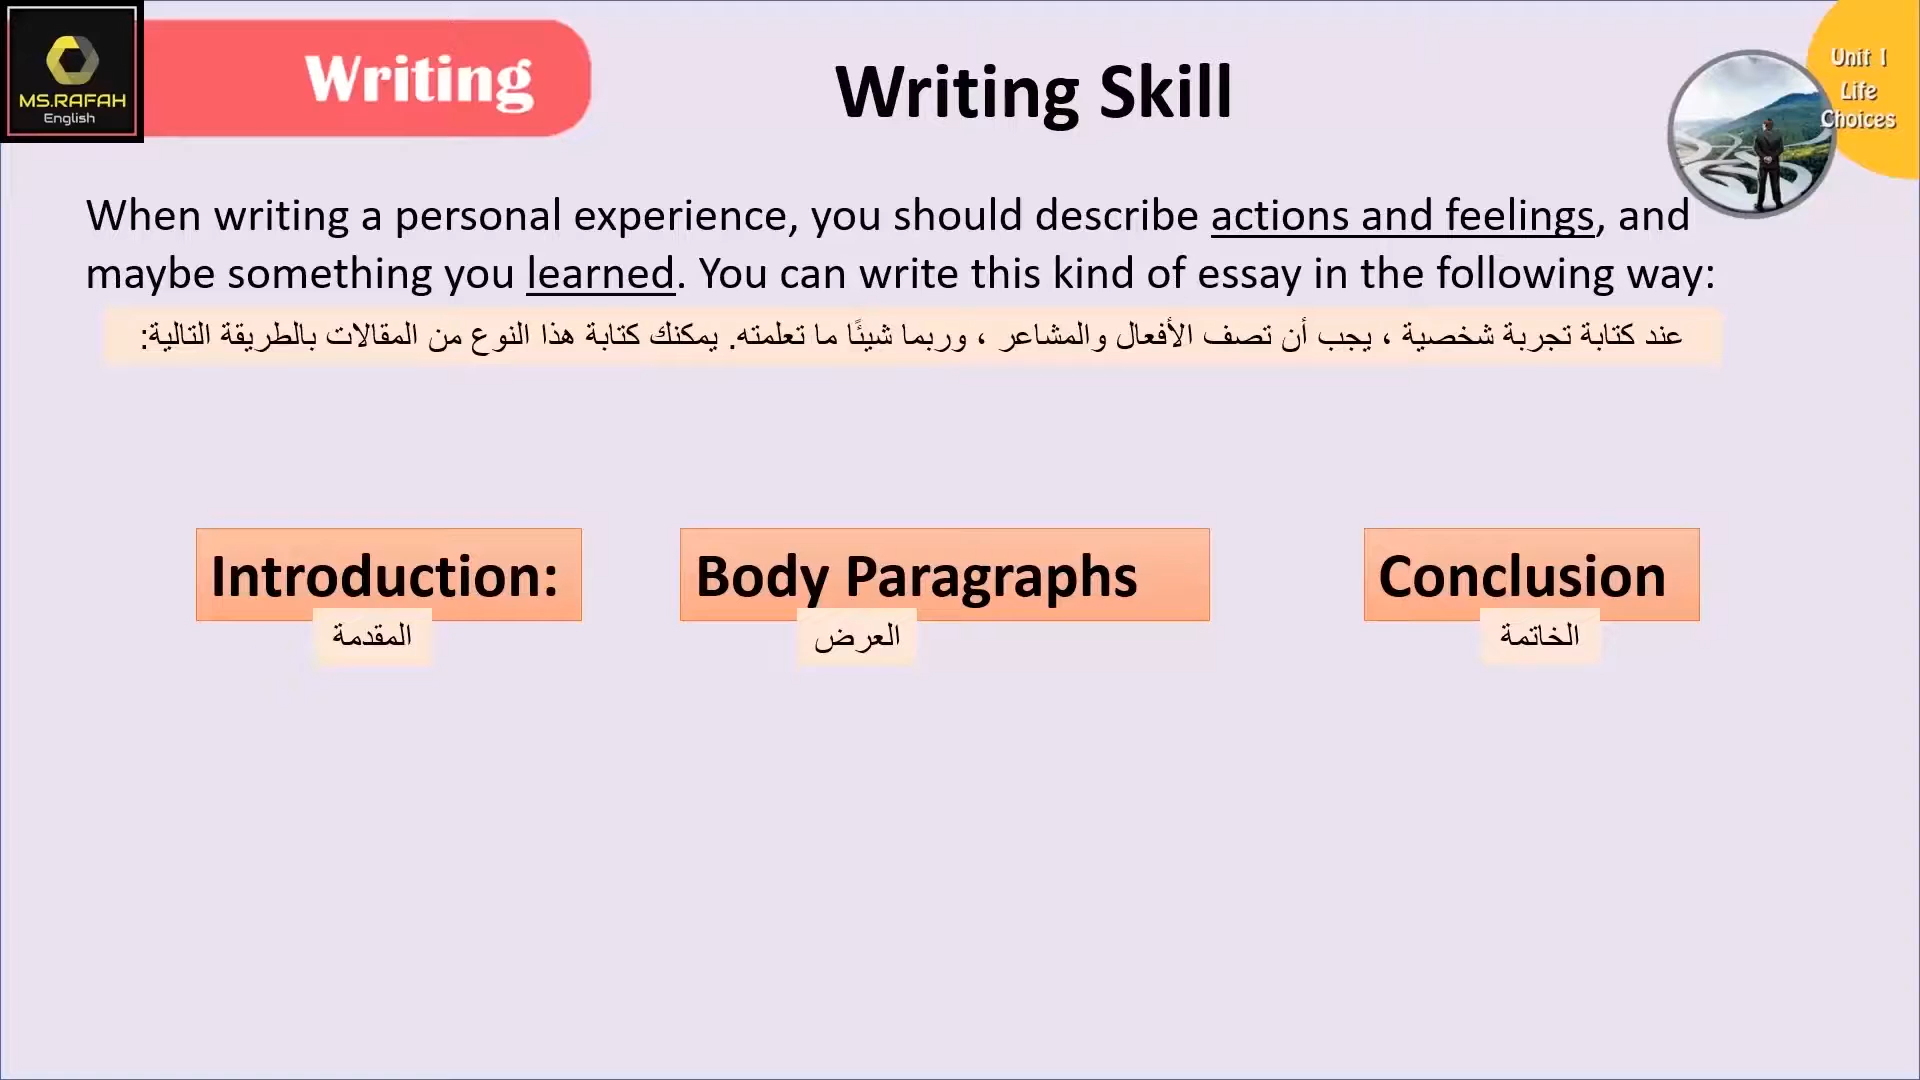 MS.RAFAH
English
Writing
Writing Skill
Unit 1
Life
Choices
When writing a personal experience, you should describe actions and feelings, and
maybe something you learned. You can write this kind of essay in the following way:
عند كتابة تجربة شخصية ، يجب أن تصف الأفعال والمشاعر ، وربما شيئًا ما تعلمته. يمكنك كتابة هذا النوع من المقالات بالطريقة التالية:
Introduction:
المقدمة
Body Paragraphs
العرض
Conclusion
الخاتمة